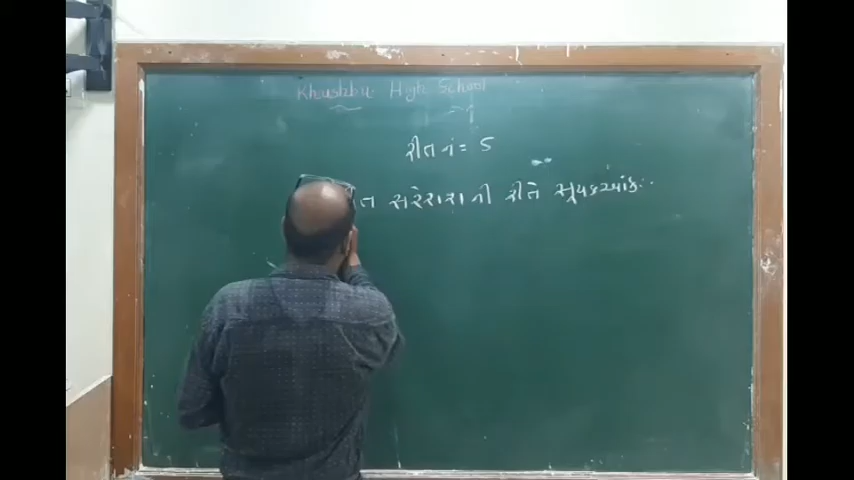 Khushbu High School
રીત નં = 5
ત સરેરાશની રીતે સૂચકઆંક :